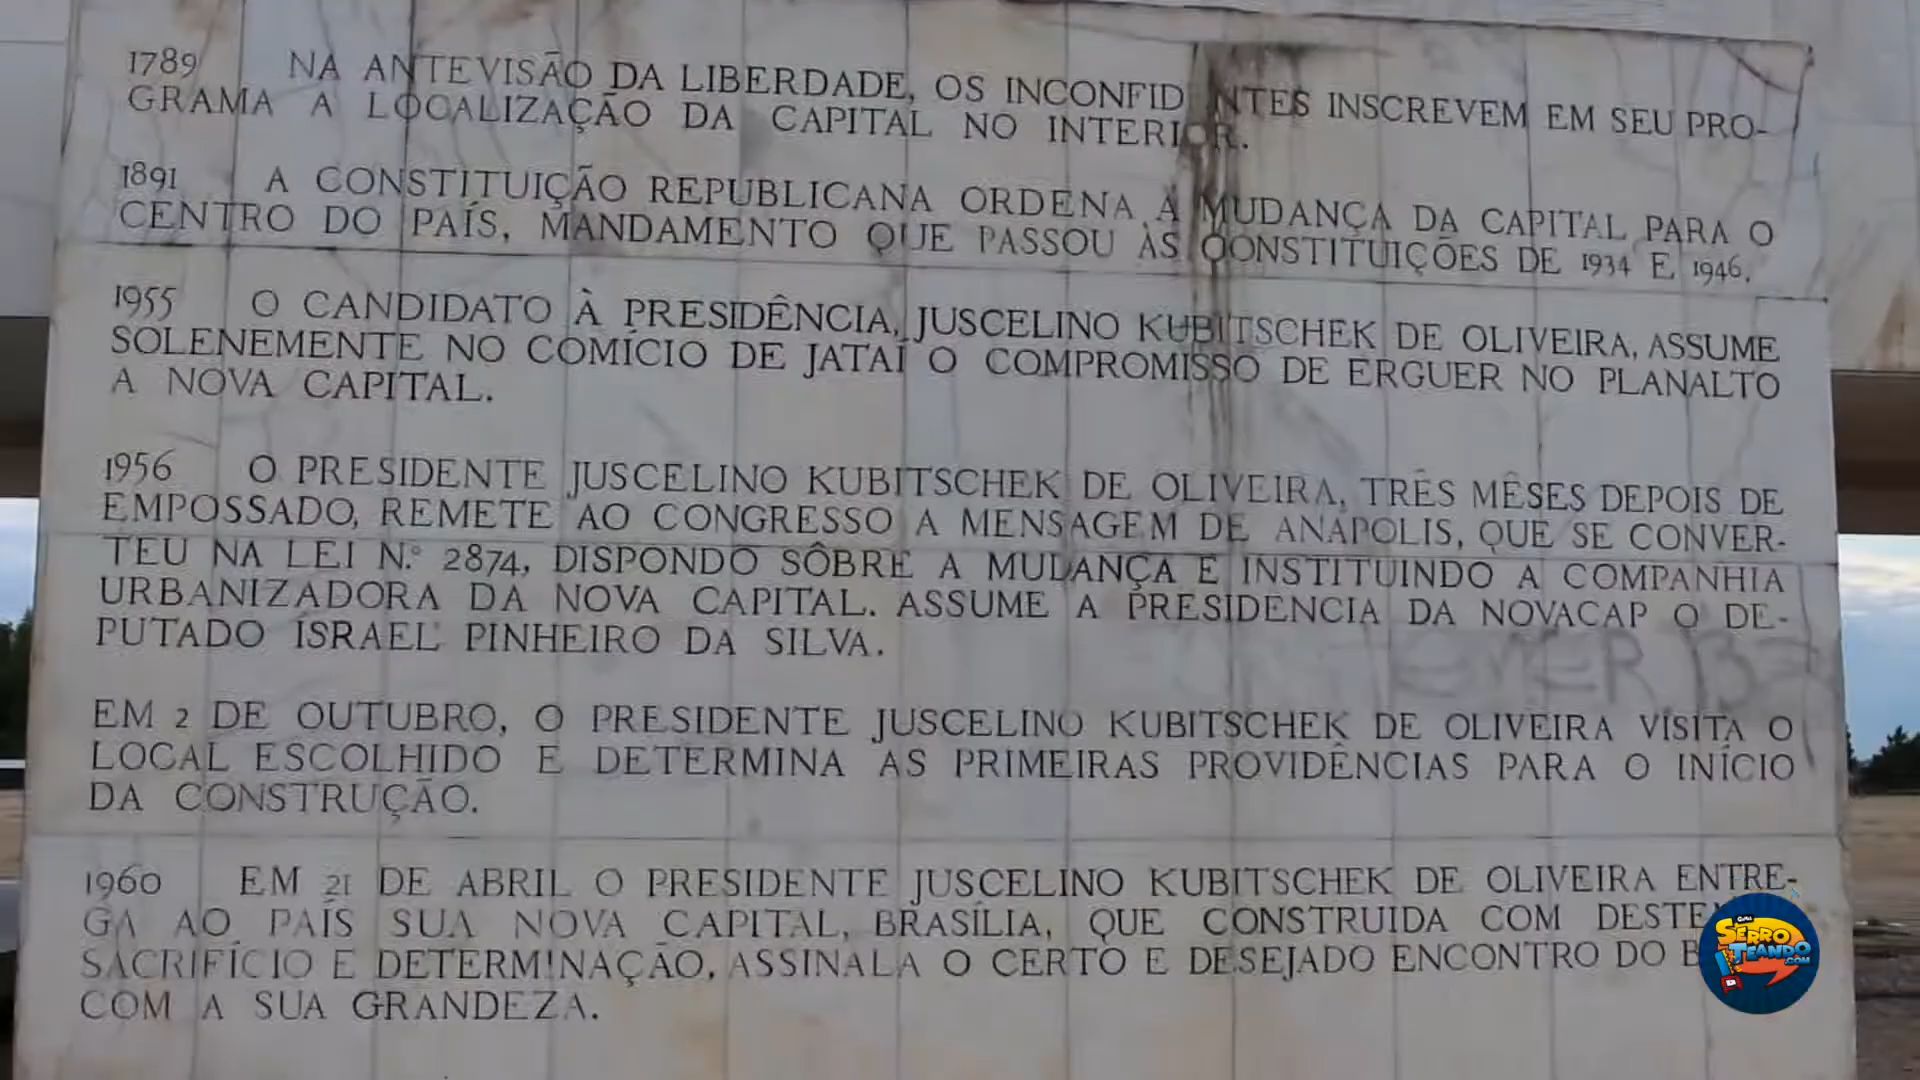 1789 NA ANTEVISÃO DA LIBERDADE, OS INCONFID NTES INSCREVEM EM SEU PRO-
GRAMA A LOCALIZAÇÃO DA CAPITAL NO INTERIOR.
1891 A CONSTITUIÇÃO REPUBLICANA ORDENA A MUDANÇA DA CAPITAL PARA O
CENTRO DO PAÍS, MANDAMENTO QUE PASSOU ÀS CONSTITUIÇÕES DE 1934 E 1946.
1955 O CANDIDATO À PRESIDÊNCIA, JUSCELINO KUBITSCHEK DE OLIVEIRA, ASSUME
SOLENEMENTE NO COMÍCIO DE JATAÍ O COMPROMISSO DE ERGUER NO PLANALTO
A NOVA CAPITAL.
1956 O PRESIDENTE JUSCELINO KUBITSCHEK DE OLIVEIRA, TRÊS MÊSES DEPOIS DE
EMPOSSADO, REMETE AO CONGRESSO A MENSAGEM DE ANAPOLIS, QUE SE CONVER-
TEU NA LEI N.º 2874, DISPONDO SÔBRE A MUDANÇA E INSTITUINDO A COMPANHIA
URBANIZADORA DA NOVA CAPITAL. ASSUME A PRESIDENCIA DA NOVACAP O DE-
PUTADO ISRAEL PINHEIRO DA SILVA.
EM 2 DE OUTUBRO, O PRESIDENTE JUSCELINO KUBITSCHEK DE OLIVEIRA VISITA O
LOCAL ESCOLHIDO E DETERMINA AS PRIMEIRAS PROVIDÊNCIAS PARA O INÍCIO
DA CONSTRUÇÃO.
1960 EM 21 DE ABRIL O PRESIDENTE JUSCELINO KUBITSCHEK DE OLIVEIRA ENTRE-
GA AO PAÍS SUA NOVA CAPITAL, BRASÍLIA, QUE CONSTRUIDA COM
SACRIFÍCIO E DETERMINAÇÃO, ASSINALA O CERTO E DESEJADO ENCONTRO DO
COM A SUA GRANDEZA.
SERRO
TEANDO
.COM